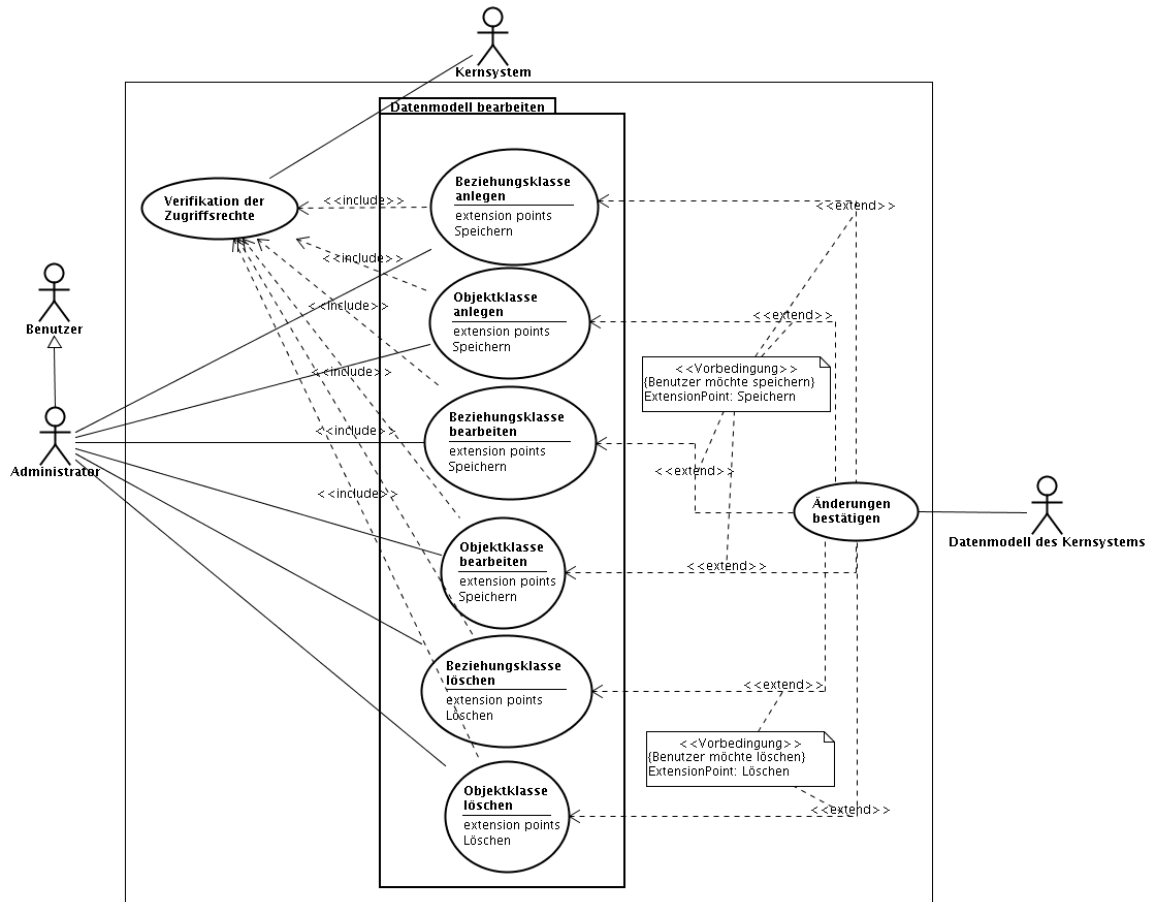 Kernsystem
Datenmodell bearbeiten
Beziehungsklasse
anlegen
extension points
Speichern
Verifikation der
Zugriffsrechte
<<include>>
<<extend>>
<<include>>
Benutzer
Objektklasse
anlegen
extension points
Speichern
<<include>>
<<extend>>
<<include>>
<<Vorbedingung>>
{Benutzer möchte speichern}
ExtensionPoint: Speichern
Administrator
Beziehungsklasse
bearbeiten
extension points
Speichern
<<include>>
<<extend>>
<<include>>
Änderungen
bestätigen
Datenmodell des Kernsystems
Objektklasse
bearbeiten
extension points
Speichern
<<extend>>
Beziehungsklasse
löschen
extension points
Löschen
<<extend>>
<<Vorbedingung>>
{Benutzer möchte löschen}
ExtensionPoint: Löschen
Objektklasse
löschen
extension points
Löschen
<<extend>>